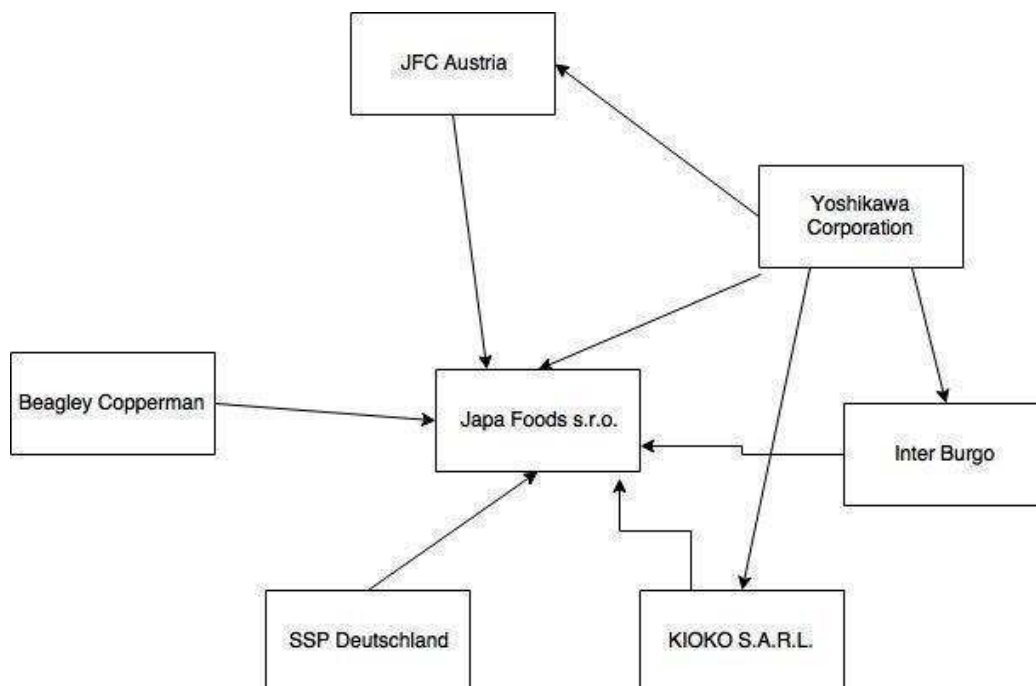 JFC Austria
Yoshikawa
Corporation
Beagley Copperman
Japa Foods s.r.o.
Inter Burgo
SSP Deutschland
KIOKO S.A.R.L.